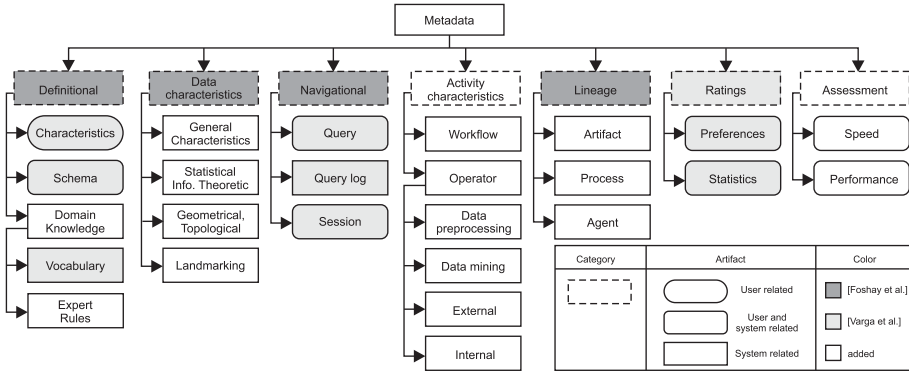 Metadata
Definitional
Characteristics
Schema
Domain
Knowledge
Vocabulary
Expert
Rules
Data
characteristics
General
Characteristics
Statistical
Info. Theoretic
Geometrical,
Topological
Landmarking
Navigational
Query
Query log
Session
Activity
characteristics
Workflow
Operator
Data
preprocessing
Data mining
External
Internal
Lineage
Artifact
Process
Agent
Ratings
Preferences
Statistics
Assessment
Speed
Performance
Category
Artifact
User related
User and
system related
System related
Color
[Foshay et al.]
[Varga et al.]
added